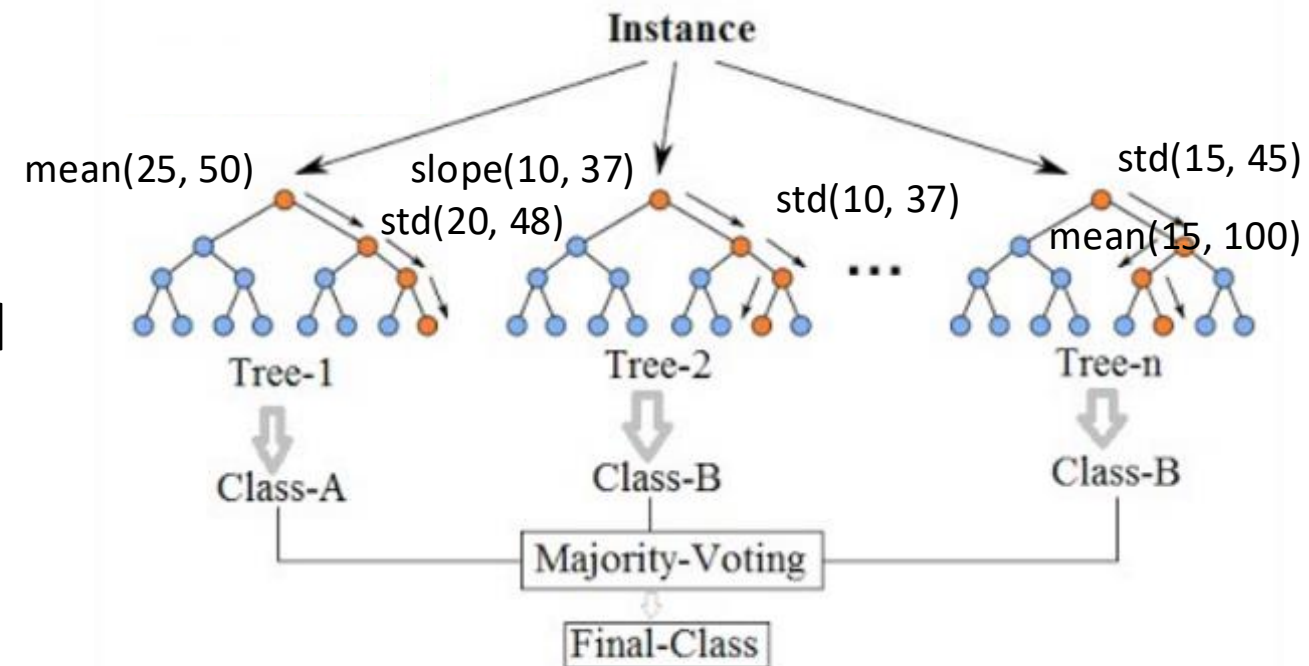 Instance
mean(25, 50)
std(20, 48)
slope(10, 37)
std(10, 37)
...
std(15, 45)
mean(15, 100)
Tree-1
Tree-2
Tree-n
Class-A
Class-B
Class-B
Majority-Voting
Final-Class